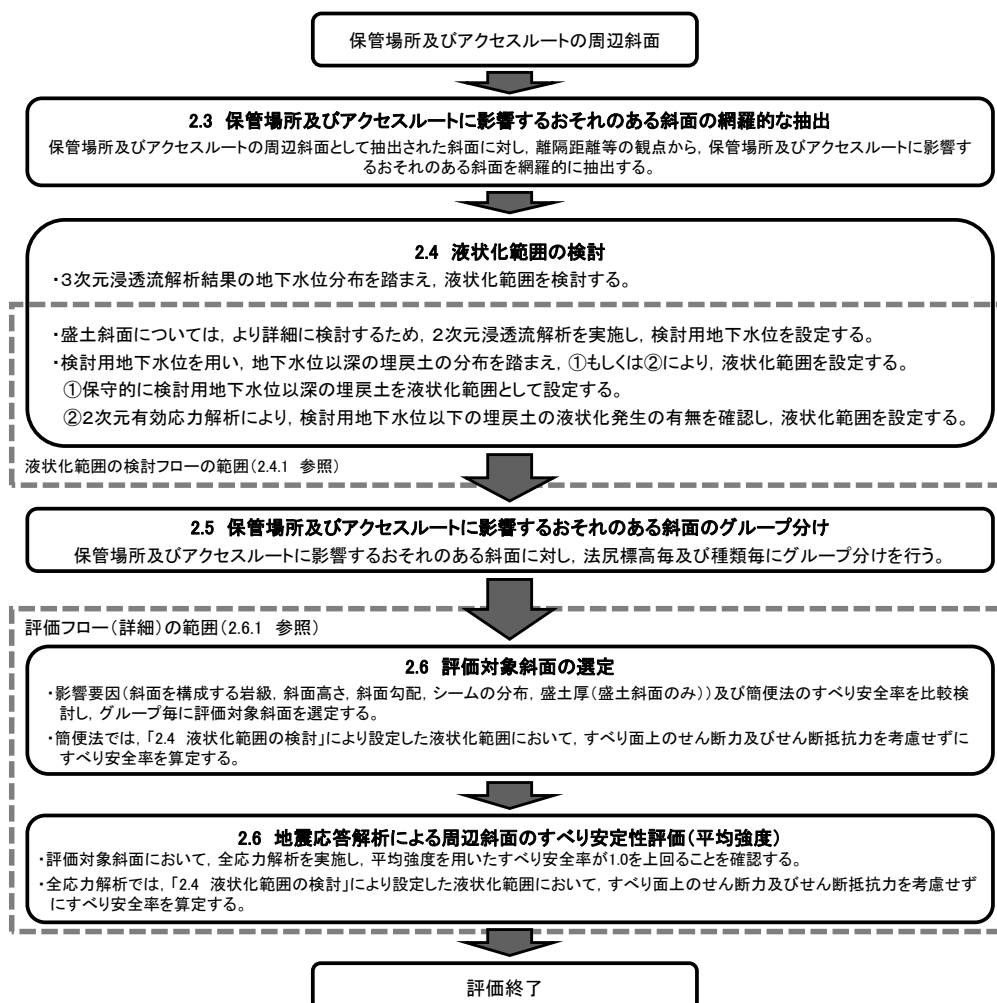 保管場所及びアクセスルートの周辺斜面
2.3 保管場所及びアクセスルートに影響するおそれのある斜面の網羅的な抽出
保管場所及びアクセスルートの周辺斜面として抽出された斜面に対し，離隔距離等の観点から，保管場所及びアクセスルートに影響す
るおそれのある斜面を網羅的に抽出する。
2.4 液状化範囲の検討
・３次元浸透流解析結果の地下水位分布を踏まえ，液状化範囲を検討する。
・盛土斜面については，より詳細に検討するため，２次元浸透流解析を実施し，検討用地下水位を設定する。
・検討用地下水位を用い，地下水位以深の埋戻土の分布を踏まえ，①もしくは②により，液状化範囲を設定する。
①保守的に検討用地下水位以深の埋戻土を液状化範囲として設定する。
②２次元有効応力解析により，検討用地下水位以下の埋戻土の液状化発生の有無を確認し，液状化範囲を設定する。
液状化範囲の検討フローの範囲（2.4.1 参照）
2.5 保管場所及びアクセスルートに影響するおそれのある斜面のグループ分け
保管場所及びアクセスルートに影響するおそれのある斜面に対し，法尻標高毎及び種類毎にグループ分けを行う。
評価フロー（詳細）の範囲（2.6.1 参照）
2.6 評価対象斜面の選定
・影響要因（斜面を構成する岩級，斜面高さ，斜面勾配，シームの分布，盛土厚（盛土斜面のみ））及び簡便法のすべり安全率を比較検
討し，グループ毎に評価対象斜面を選定する。
・簡便法では，「2.4 液状化範囲の検討」により設定した液状化範囲において，すべり面上のせん断力及びせん断抵抗力を考慮せずに
すべり安全率を算定する。
2.6 地震応答解析による周辺斜面のすべり安定性評価（平均強度）
・評価対象斜面において，全応力解析を実施し，平均強度を用いたすべり安全率が1.0を上回ることを確認する。
・全応力解析では，「2.4 液状化範囲の検討」により設定した液状化範囲において，すべり面上のせん断力及びせん断抵抗力を考慮せず
にすべり安全率を算定する。
評価終了